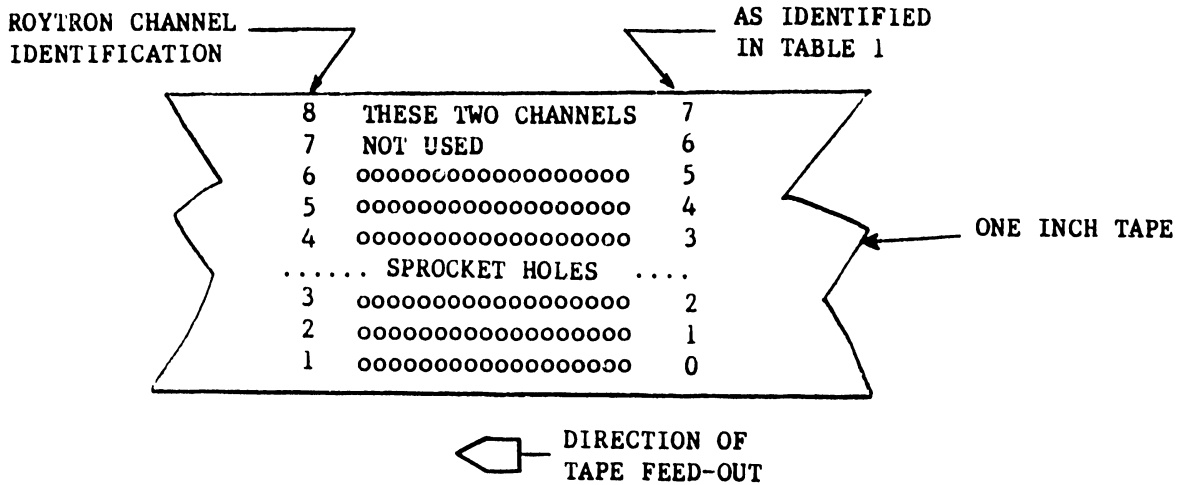 ROYTRON CHANNEL
IDENTIFICATION
AS IDENTIFIED
IN TABLE 1
8 THESE TWO CHANNELS 7
7 NOT USED 6
6 oooooooooooooooooo 5
5 oooooooooooooooooo 4
4 oooooooooooooooooo 3
...... SPROCKET HOLES ....
3 oooooooooooooooooo 2
2 oooooooooooooooooo 1
1 oooooooooooooooooo 0
ONE INCH TAPE
DIRECTION OF
TAPE FEED-OUT